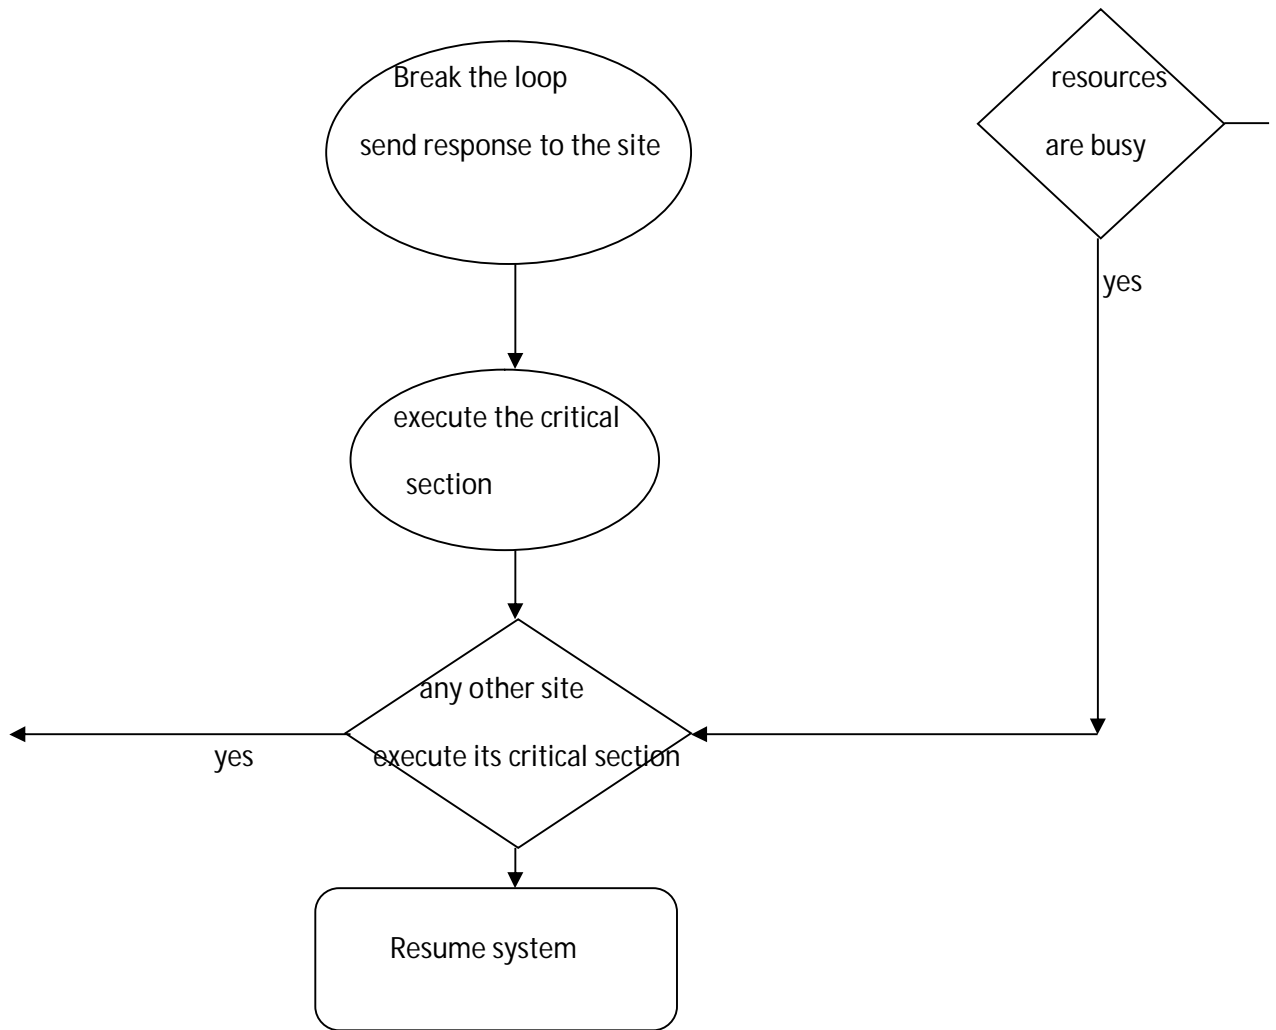 Break the loop
send response to the site
resources
are busy
yes
execute the critical
section
any other site
execute its critical section
yes
Resume system